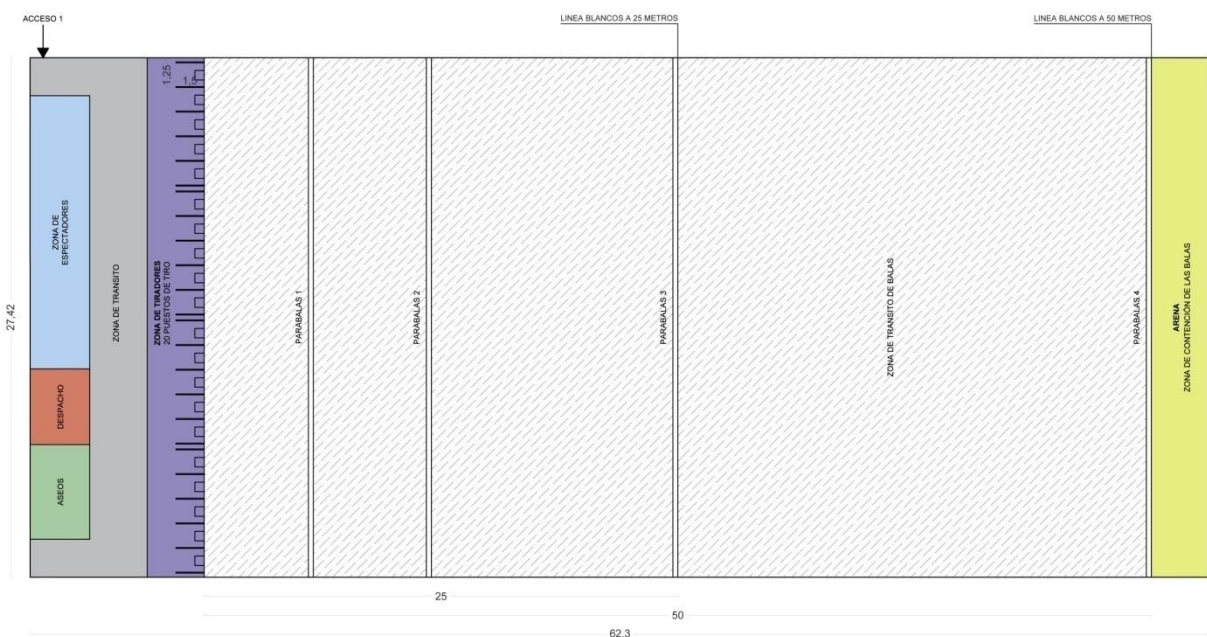 ACCESO 1
LINEA BLANCOS A 25 METROS
LINEA BLANCOS A 50 METROS
1,25
1,5
27,42
ZONA DE
ESPECTADORES
DESPACHO
ASEOS
ZONA DE TRANSITO
ZONA DE TIRADORES
20 PUESTOS DE TIRO
PARABALAS 1
PARABALAS 2
PARABALAS 3
ZONA DE TRANSITO DE BALAS
PARABALAS 4
ARENA
ZONA DE CONTENCIÓN DE LAS BALAS
25
50
62,3